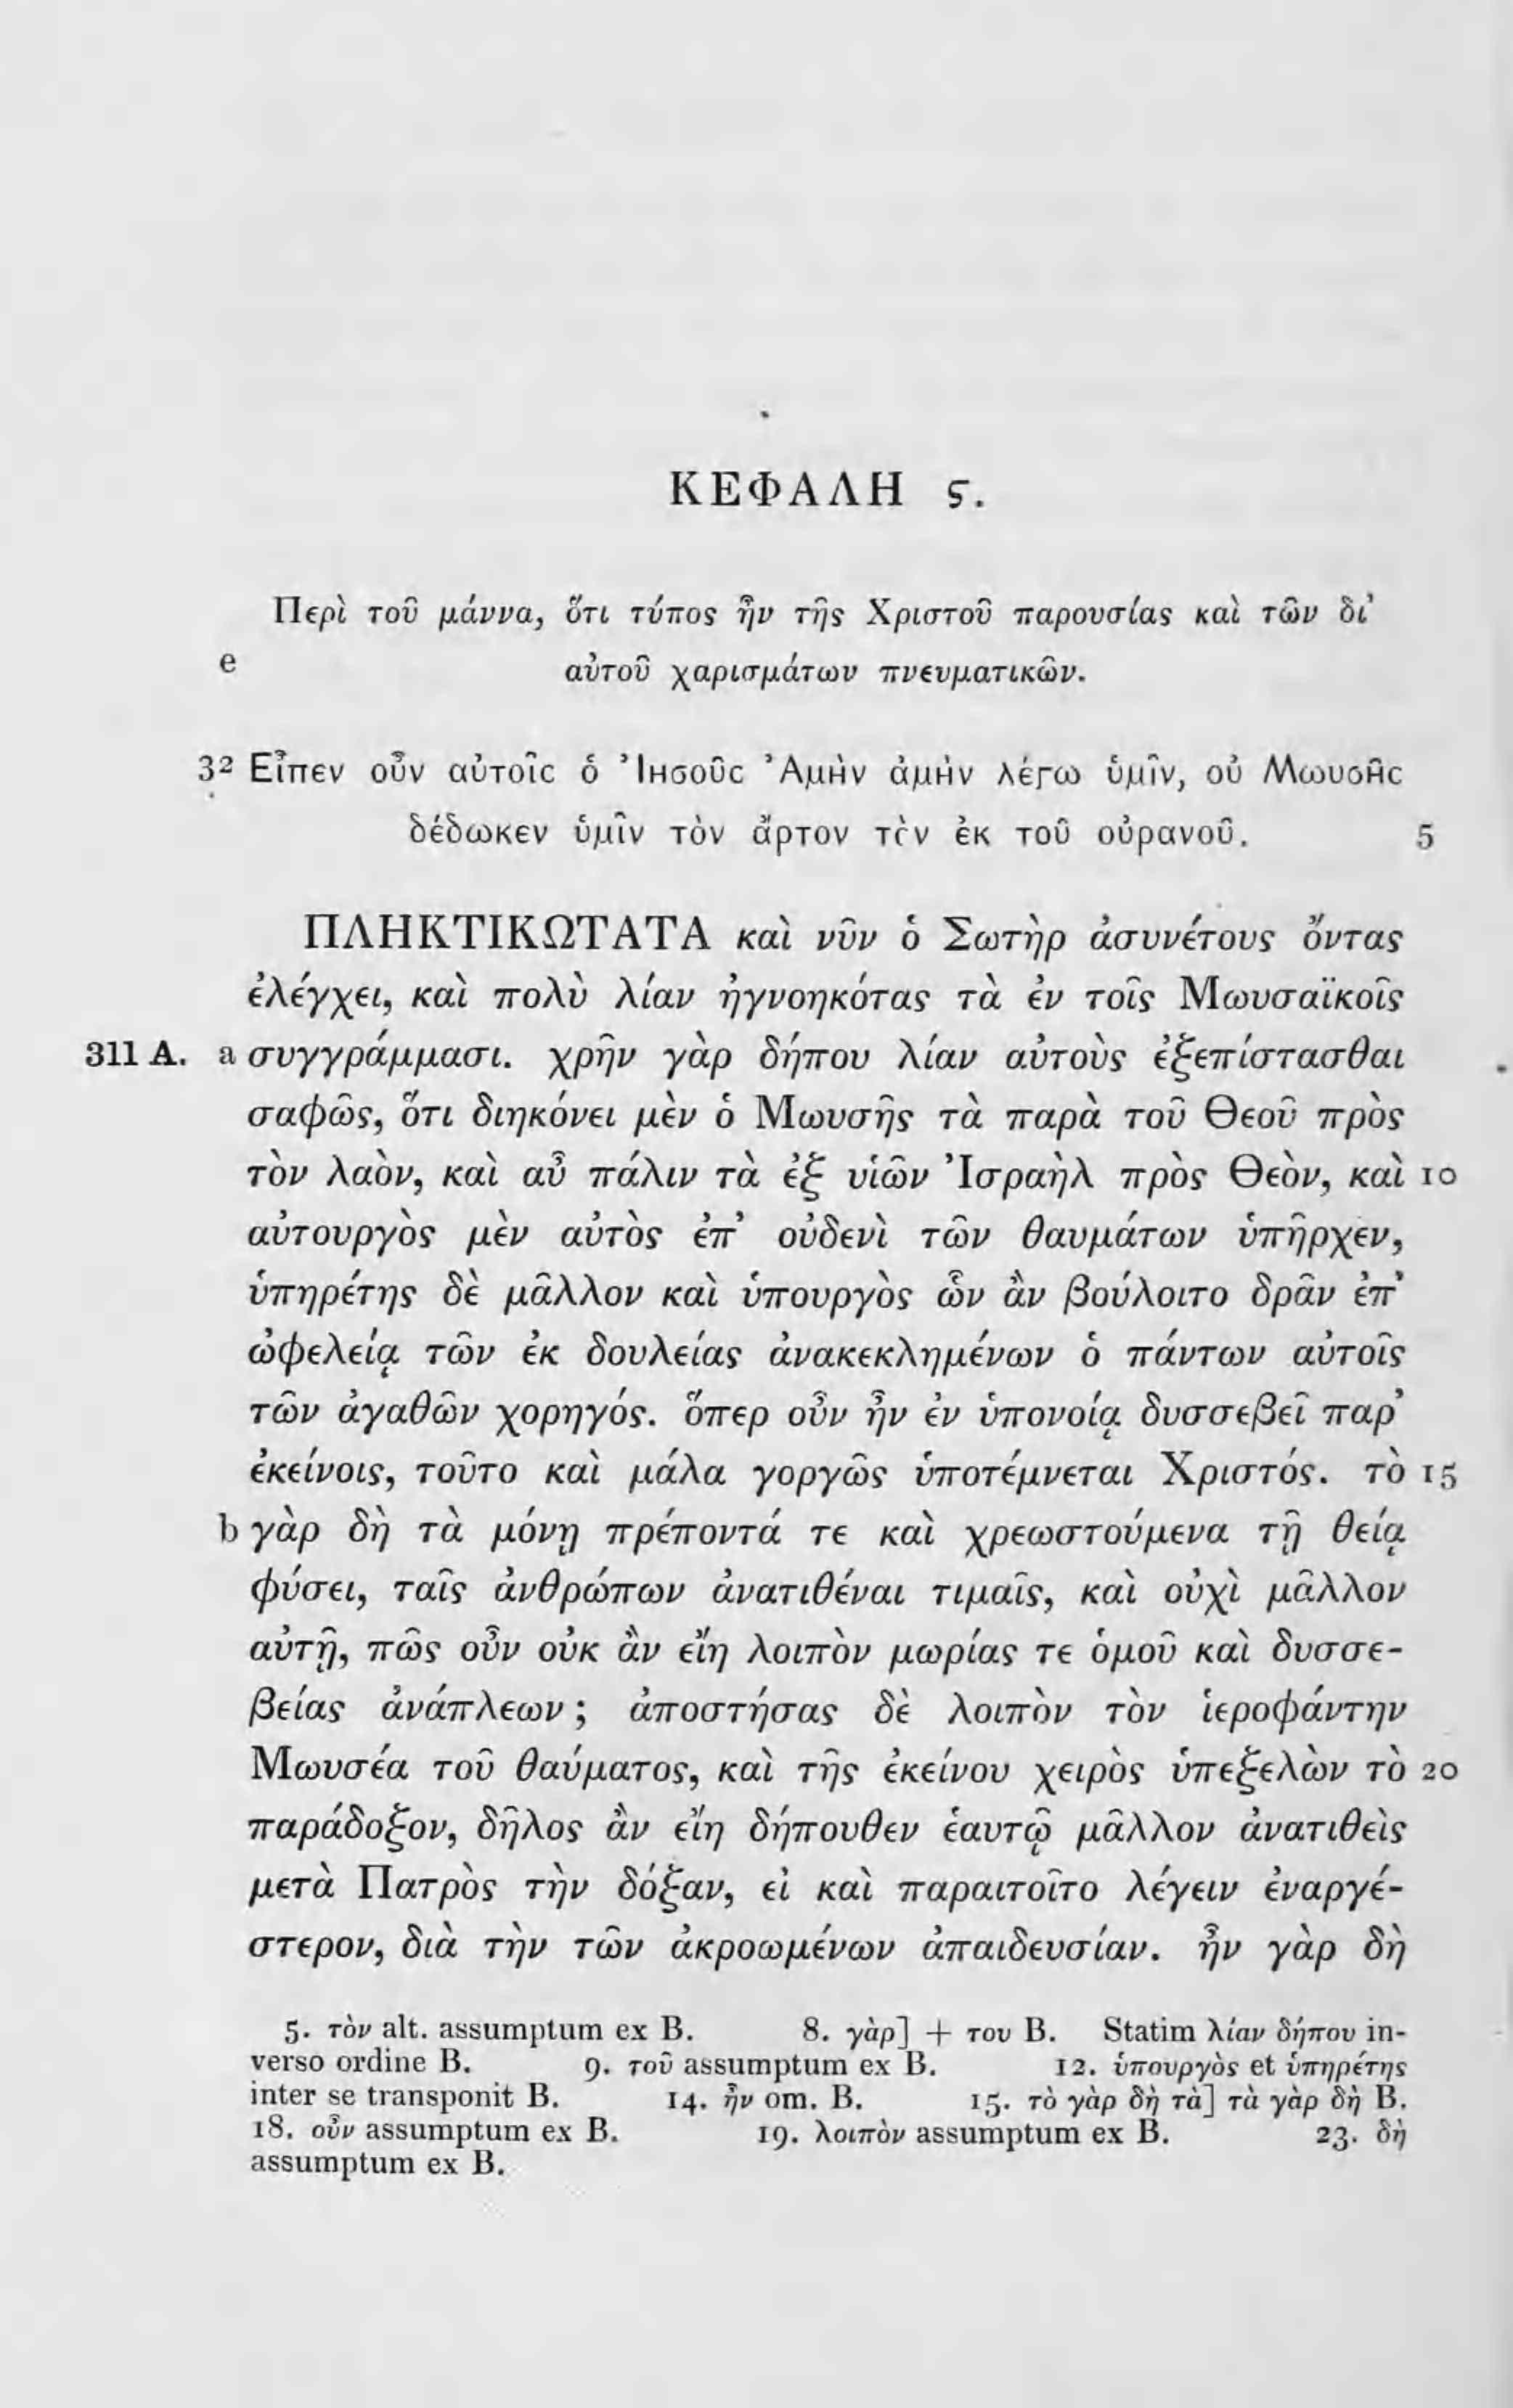 ΚΕΦΑΛΗ ϛ.
Περὶ τοῦ μάννα, ὅτι τύπος ἦν τῆς Χριστοῦ παρουσίας καὶ τῶν δι᾽
e αὐτοῦ χαρισμάτων πνευματικῶν.
32 Εἶπεν οὖν αὐτοῖς ὁ Ἰησοῦς Ἀμὴν ἀμὴν λέγω ὑμῖν, οὐ Μωυσῆς
δέδωκεν ὑμῖν τὸν ἄρτον τὸν ἐκ τοῦ οὐρανοῦ. 5
ΠΛΗΚΤΙΚΩΤΑΤΑ καὶ νῦν ὁ Σωτὴρ ἀσυνέτους ὄντας
ἐλέγχει, καὶ πολὺ λίαν ἠγνοηκότας τὰ ἐν τοῖς Μωυσαϊκοῖς
311 A. a συγγράμμασι. χρῆν γὰρ δήπου λίαν αὐτοὺς ἐξεπίστασθαι
σαφῶς, ὅτι διηκόνει μὲν ὁ Μωυσῆς τὰ παρὰ τοῦ Θεοῦ πρὸς
τὸν λαὸν, καὶ αὖ πάλιν τὰ ἐξ υἱῶν Ἰσραὴλ πρὸς Θεὸν, καὶ 10
αὐτουργὸς μὲν αὐτὸς ἐπ᾽ οὐδενὶ τῶν θαυμάτων ὑπῆρχεν,
ὑπηρέτης δὲ μᾶλλον καὶ ὑπουργὸς ὧν ἂν βούλοιτο δρᾶν ἐπ᾽
ὠφελείᾳ τῶν ἐκ δουλείας ἀνακεκλημένων ὁ πάντων αὐτοῖς
τῶν ἀγαθῶν χορηγός. ὅπερ οὖν ἦν ἐν ὑπονοίᾳ δυσσεβεῖ παρ᾽
ἐκείνοις, τοῦτο καὶ μάλα γοργῶς ὑποτέμνεται Χριστός. τὸ 15
b γὰρ δὴ τὰ μόνῃ πρέποντά τε καὶ χρεωστούμενα τῇ θείᾳ
φύσει, ταῖς ἀνθρώπων ἀνατιθέναι τιμαῖς, καὶ οὐχὶ μᾶλλον
αὐτῇ, πῶς οὖν οὐκ ἂν εἴη λοιπὸν μωρίας τε ὁμοῦ καὶ δυσσε-
βείας ἀνάπλεων; ἀποστήσας δὲ λοιπὸν τὸν ἱεροφάντην
Μωυσέα τοῦ θαύματος, καὶ τῆς ἐκείνου χειρὸς ὑπεξελὼν τὸ 20
παράδοξον, δῆλος ἂν εἴη δήπουθεν ἑαυτῷ μᾶλλον ἀνατιθεὶς
μετὰ Πατρὸς τὴν δόξαν, εἰ καὶ παραιτοῖτο λέγειν ἐναργέ-
στερον, διὰ τὴν τῶν ἀκροωμένων ἀπαιδευσίαν. ἦν γὰρ δὴ
5. τὸν alt. assumptum ex B. 8. γὰρ] + του B. Statim λίαν δήπου in-
verso ordine B. 9. τοῦ assumptum ex B. 12. ὑπουργὸς et ὑπηρέτης
inter se transponit B. 14. ἦν om. B. 15. τὸ γὰρ δὴ τὰ] τὰ γὰρ δὴ B.
18. οὖν assumptum ex B. 19. λοιπὸν assumptum ex B. 23. δὴ
assumptum ex B.